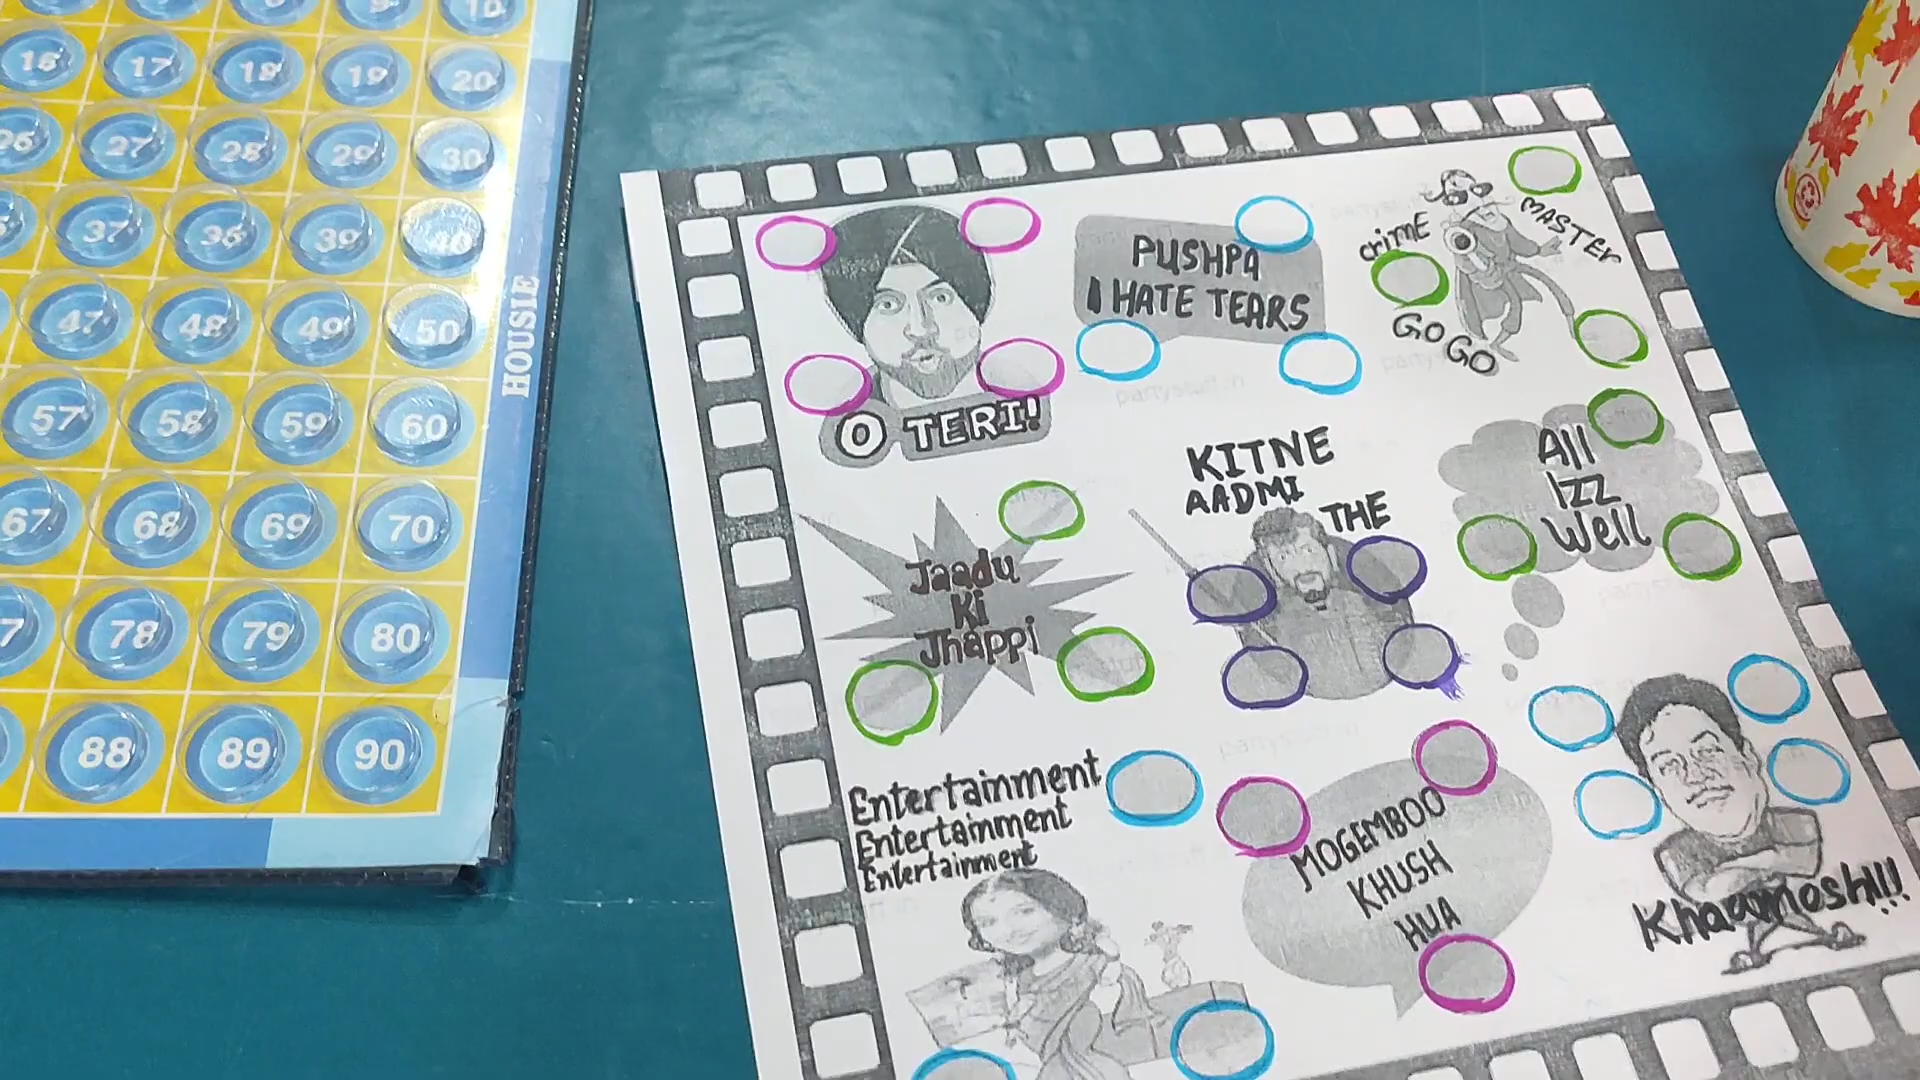 10
16 17 18 19 20
27 28 29 30
37 38 39 40
47 48 49 50
57 58 59 60
67 68 69 70
78 79 80
88 89 90
HOUSIE
O TERI!
PUSHPA
I HATE TEARS
CRIME
MASTER
GO GO
Jaadu
Ki
Jhappi
KITNE
AADMI
THE
All
Izz
Well
Entertainment
Entertainment
Entertainment
MOGEMBOO
KHUSH
HUA
Khaamosh!!!